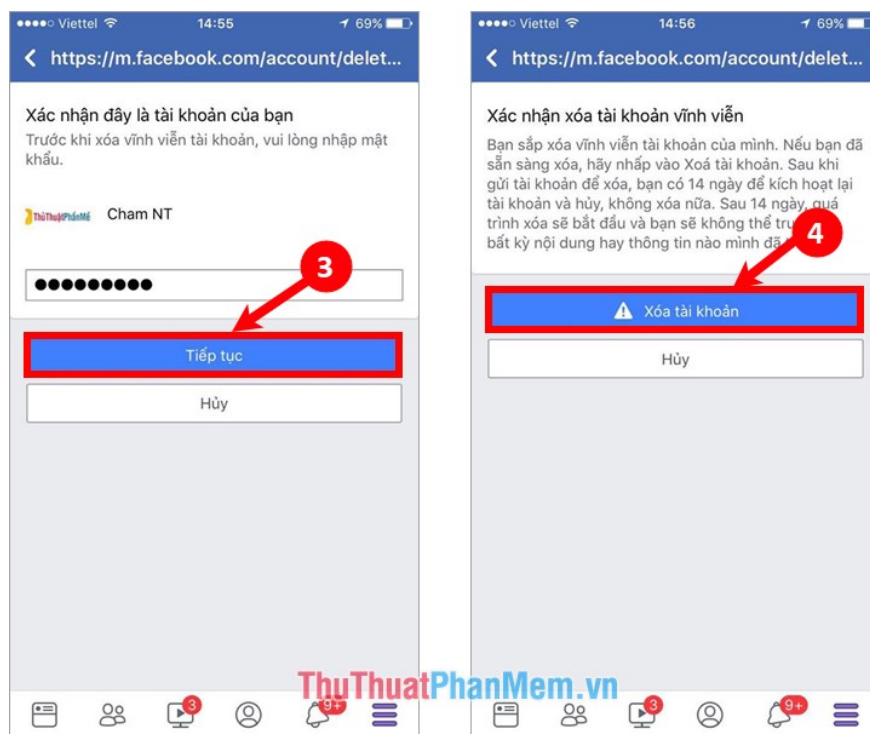 Viettel 14:55 69%
https://m.facebook.com/account/delet...
Xác nhận đây là tài khoản của bạn
Trước khi xóa vĩnh viễn tài khoản, vui lòng nhập mật
khẩu.
ThủThuậtPhầnMềm Cham NT
3
Tiếp tục
Hủy
3
9+
Viettel 14:56 69%
https://m.facebook.com/account/delet...
Xác nhận xóa tài khoản vĩnh viễn
Bạn sắp xóa vĩnh viễn tài khoản của mình. Nếu bạn đã
sẵn sàng xóa, hãy nhấp vào Xoá tài khoản. Sau khi
gửi tài khoản để xóa, bạn có 14 ngày để kích hoạt lại
tài khoản và hủy, không xóa nữa. Sau 14 ngày, quá
trình xóa sẽ bắt đầu và bạn sẽ không thể
bất kỳ nội dung hay thông tin nào mình đã
4
Xóa tài khoản
Hủy
3
9+
ThuThuatPhanMem.vn